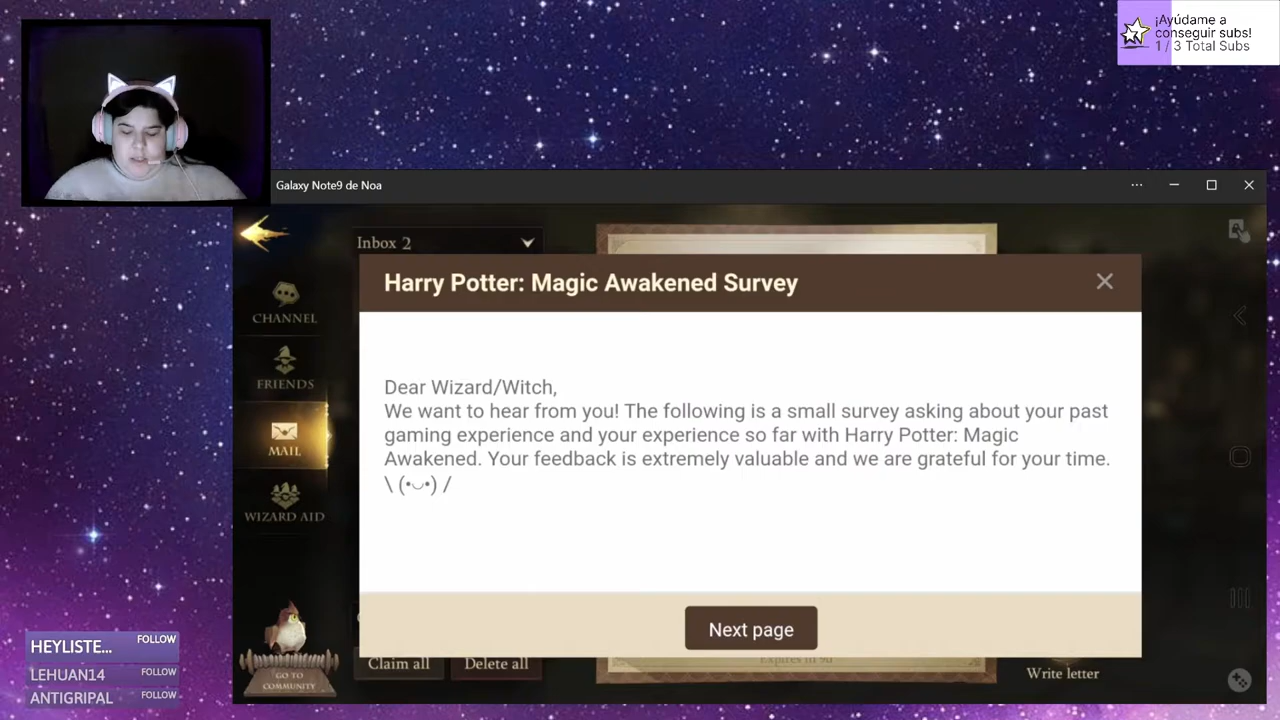 ¡Ayúdame a
conseguir subs!
1 / 3 Total Subs
Galaxy Note9 de Noa
Inbox 2
CHANNEL
FRIENDS
MAIL
WIZARD AID
GO TO
COMMUNITY
Harry Potter: Magic Awakened Survey
Dear Wizard/Witch,
We want to hear from you! The following is a small survey asking about your past
gaming experience and your experience so far with Harry Potter: Magic
Awakened. Your feedback is extremely valuable and we are grateful for your time.
\ (•◡•) /
Next page
Claim all
Delete all
Expires in 9d
Write letter
HEYLISTE... FOLLOW
LEHUAN14 FOLLOW
ANTIGRIPAL FOLLOW